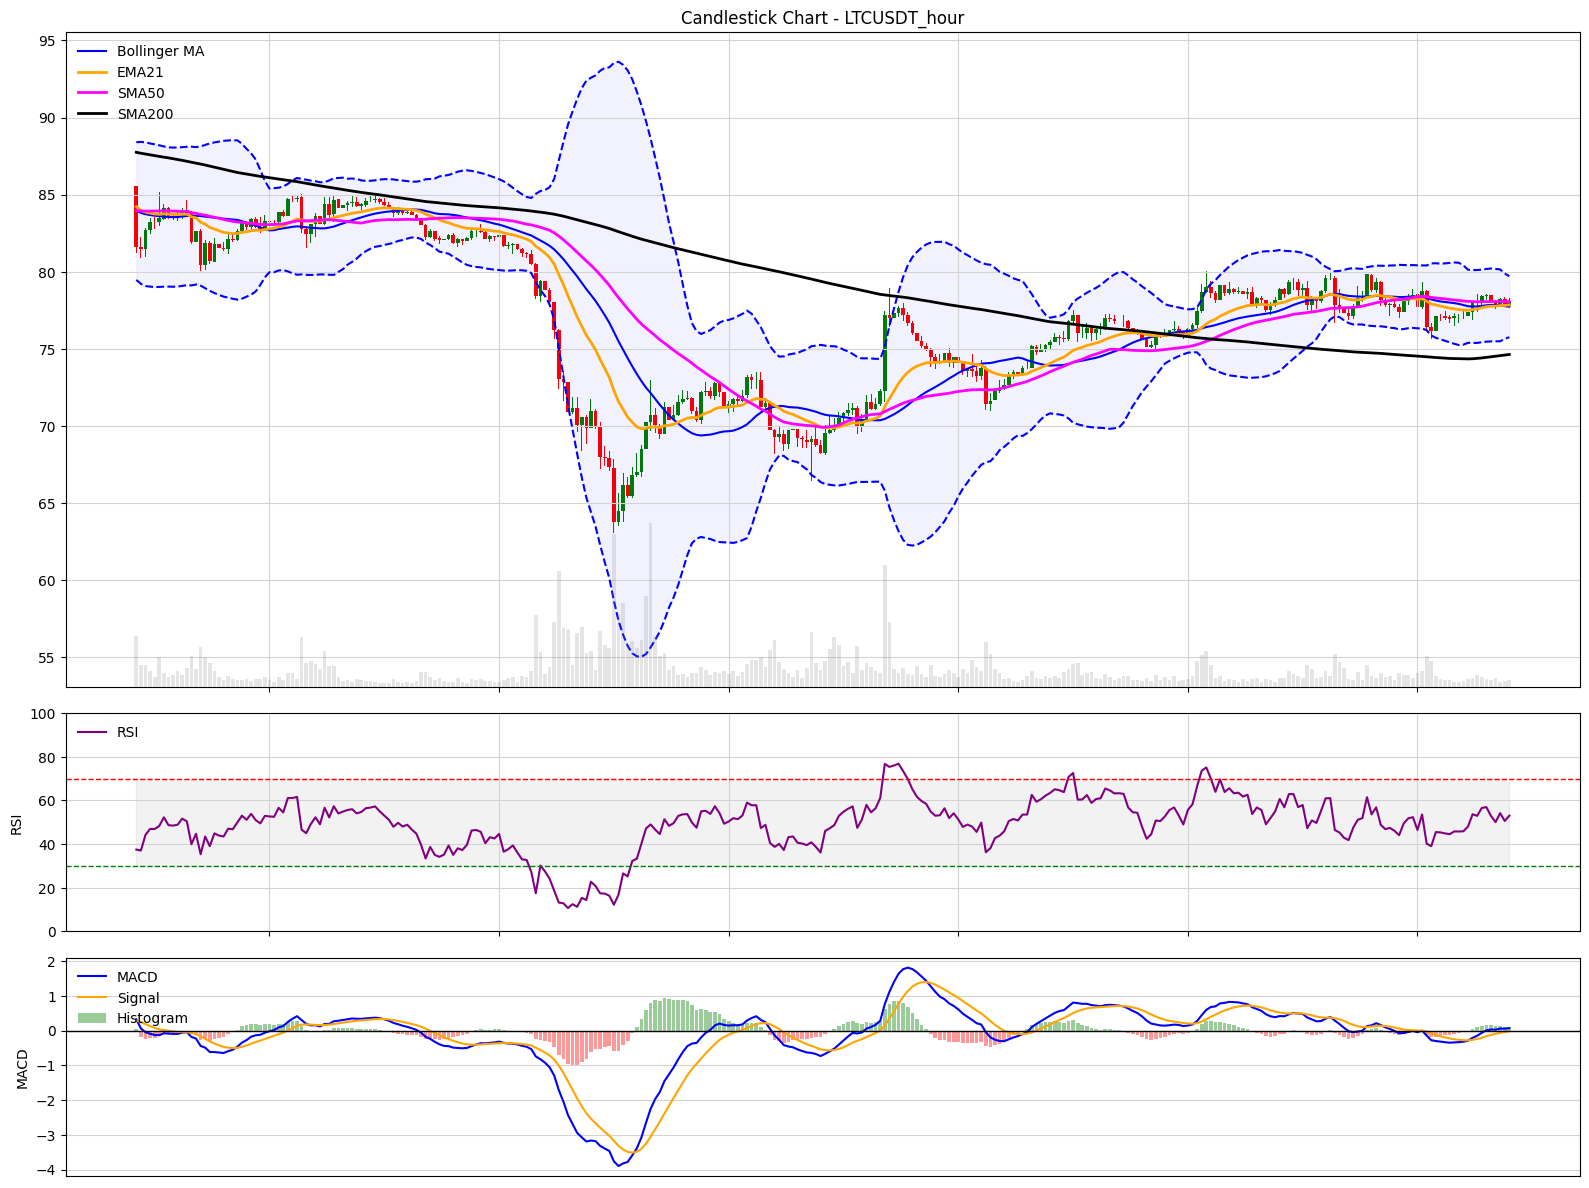 Candlestick Chart - LTCUSDT_hour
95
90
85
80
75
70
65
60
55
Bollinger MA
EMA21
SMA50
SMA200
100
80
60
40
20
0
RSI
RSI
2
1
0
−1
−2
−3
−4
MACD
MACD
Signal
Histogram